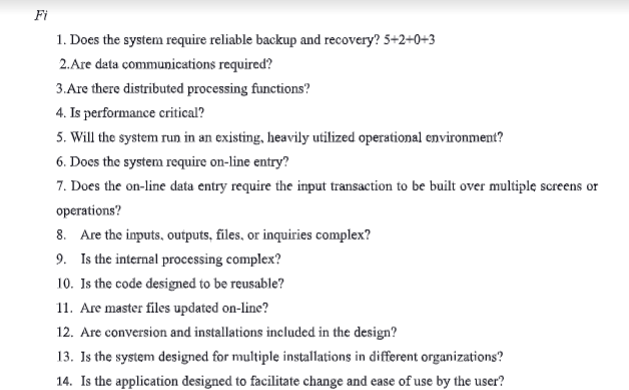 Fi
1. Does the system require reliable backup and recovery? 5+2+0+3
2.Are data communications required?
3.Are there distributed processing functions?
4. Is performance critical?
5. Will the system run in an existing, heavily utilized operational environment?
6. Does the system require on-line entry?
7. Does the on-line data entry require the input transaction to be built over multiple screens or
operations?
8. Are the inputs, outputs, files, or inquiries complex?
9. Is the internal processing complex?
10. Is the code designed to be reusable?
11. Are master files updated on-line?
12. Are conversion and installations included in the design?
13. Is the system designed for multiple installations in different organizations?
14. Is the application designed to facilitate change and ease of use by the user?